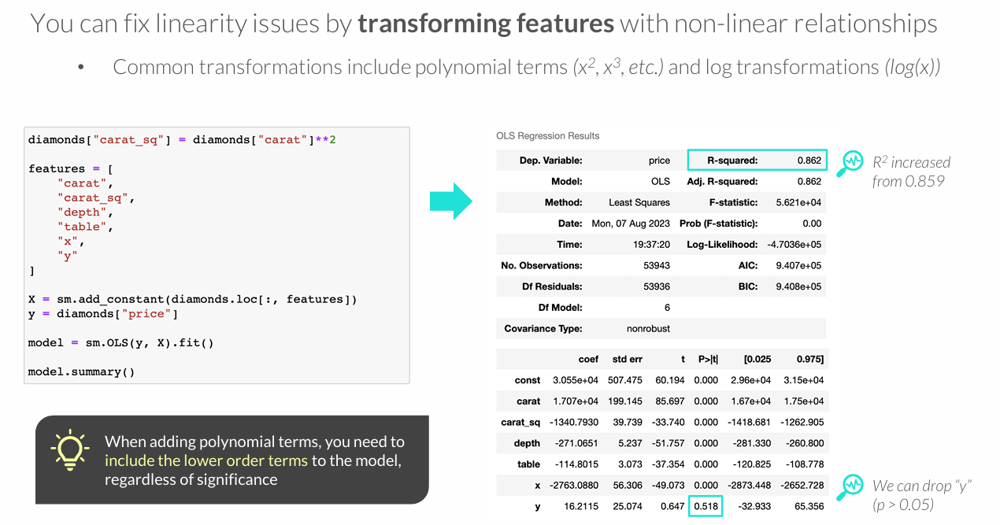 You can fix linearity issues by transforming features with non-linear relationships
• Common transformations include polynomial terms (x², x³, etc.) and log transformations (log(x))
diamonds["carat_sq"] = diamonds["carat"]**2
features = [
"carat",
"carat_sq",
"depth",
"table",
"x",
"y"
]
X = sm.add_constant(diamonds.loc[:, features])
y = diamonds["price"]
model = sm.OLS(y, X).fit()
model.summary()
When adding polynomial terms, you need to
include the lower order terms to the model,
regardless of significance
OLS Regression Results
Dep. Variable: price R-squared: 0.862
Model: OLS Adj. R-squared: 0.862
Method: Least Squares F-statistic: 5.621e+04
Date: Mon, 07 Aug 2023 Prob (F-statistic): 0.00
Time: 19:37:20 Log-Likelihood: -4.7036e+05
No. Observations: 53943 AIC: 9.407e+05
Df Residuals: 53936 BIC: 9.408e+05
Df Model: 6
Covariance Type: nonrobust
coef std err t P>|t| [0.025 0.975]
const 3.055e+04 507.475 60.194 0.000 2.96e+04 3.15e+04
carat 1.707e+04 199.145 85.697 0.000 1.67e+04 1.75e+04
carat_sq -1340.7930 39.739 -33.740 0.000 -1418.681 -1262.905
depth -271.0651 5.237 -51.757 0.000 -281.330 -260.800
table -114.8015 3.073 -37.354 0.000 -120.825 -108.778
x -2763.0880 56.306 -49.073 0.000 -2873.448 -2652.728
y 16.2115 25.074 0.647 0.518 -32.933 65.356
R² increased
from 0.859
We can drop “y”
(p > 0.05)